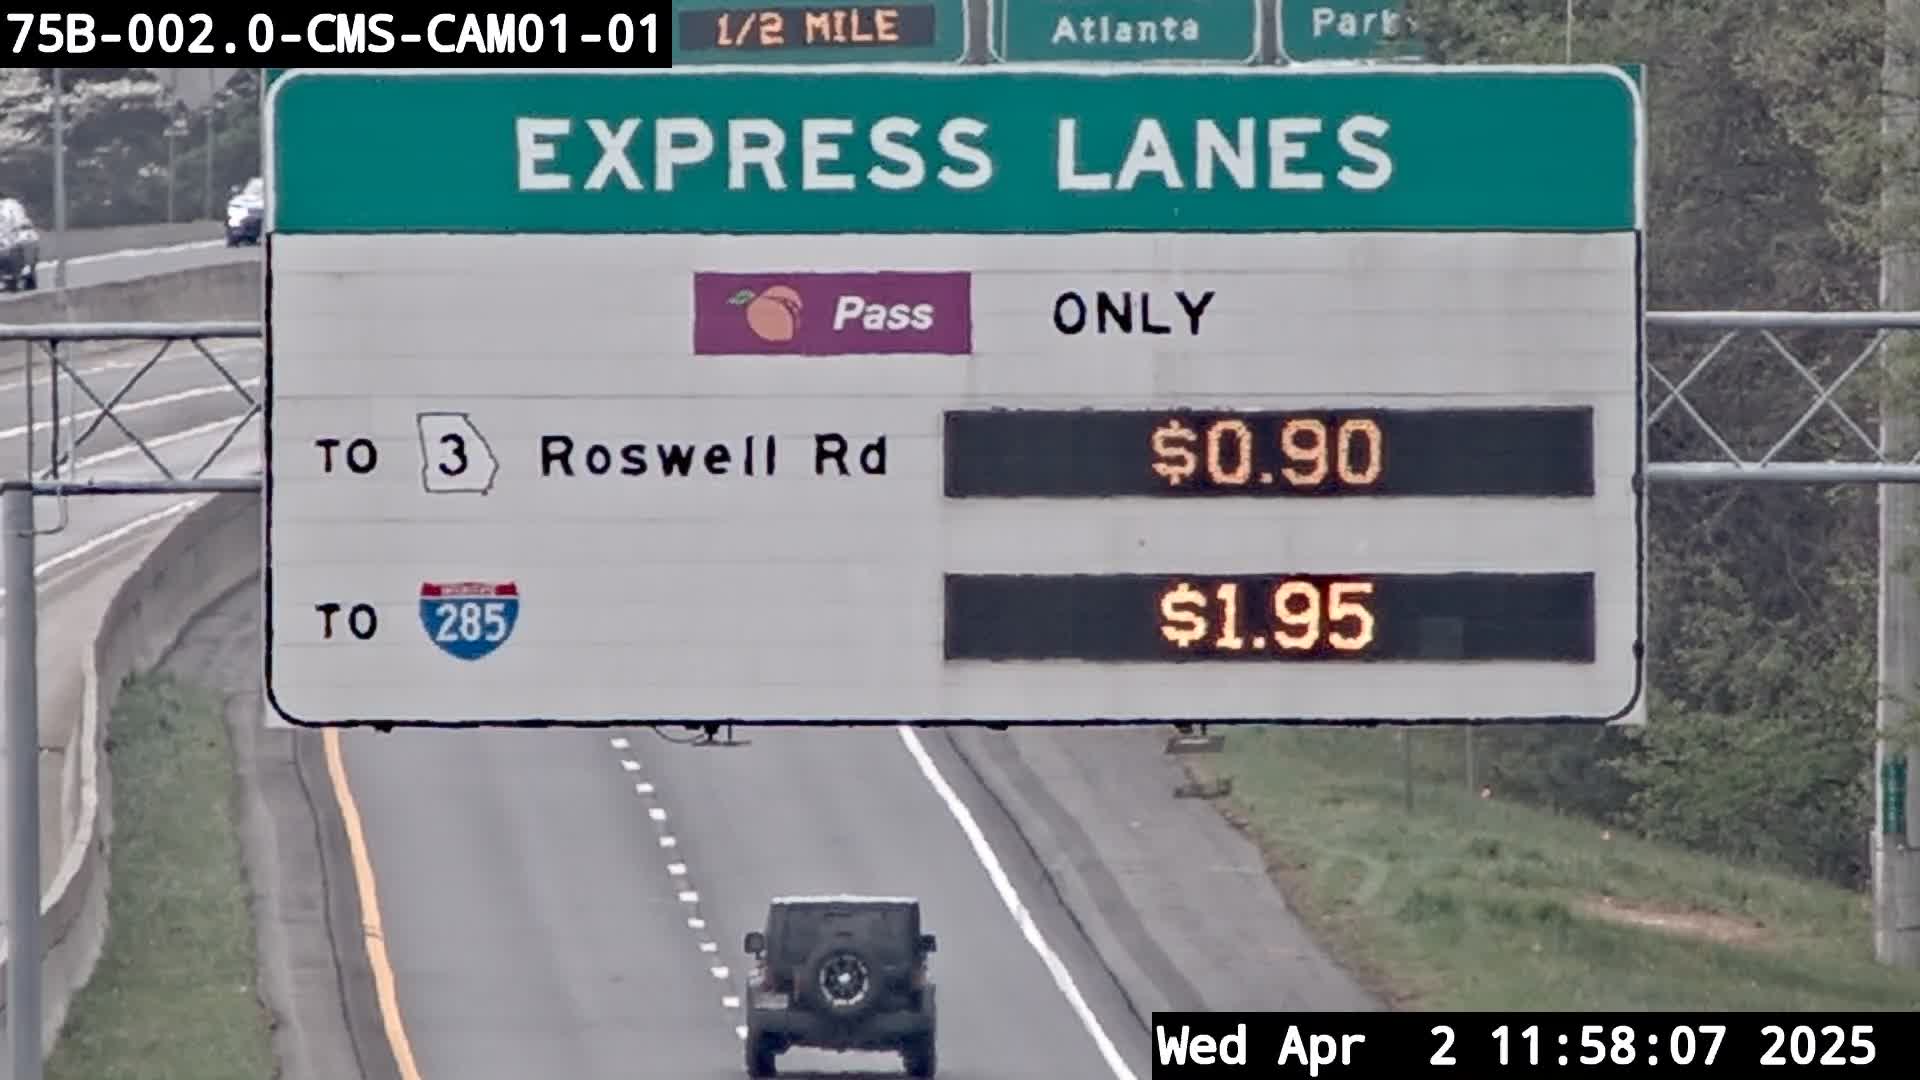 75B-002.0-CMS-CAM01-01
1/2 MILE
Atlanta
EXPRESS LANES
Pass ONLY
TO 3 Roswell Rd $0.90
TO 285 $1.95
Wed Apr 2 11:58:07 2025